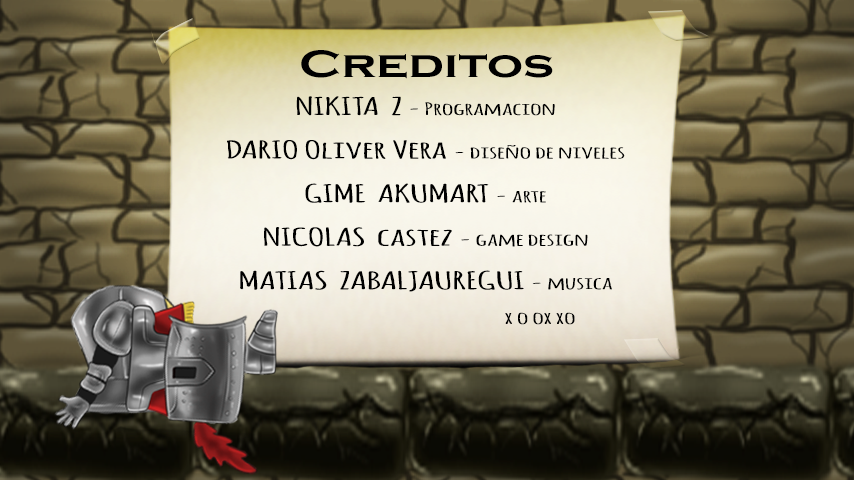 CREDITOS
NIKITA Z - PROGRAMACION
DARIO OLIVER VERA - DISEÑO DE NIVELES
GIME AKUMART - ARTE
NICOLAS CASTEZ - GAME DESIGN
MATIAS ZABALJAUREGUI - MUSICA
X O OX XO